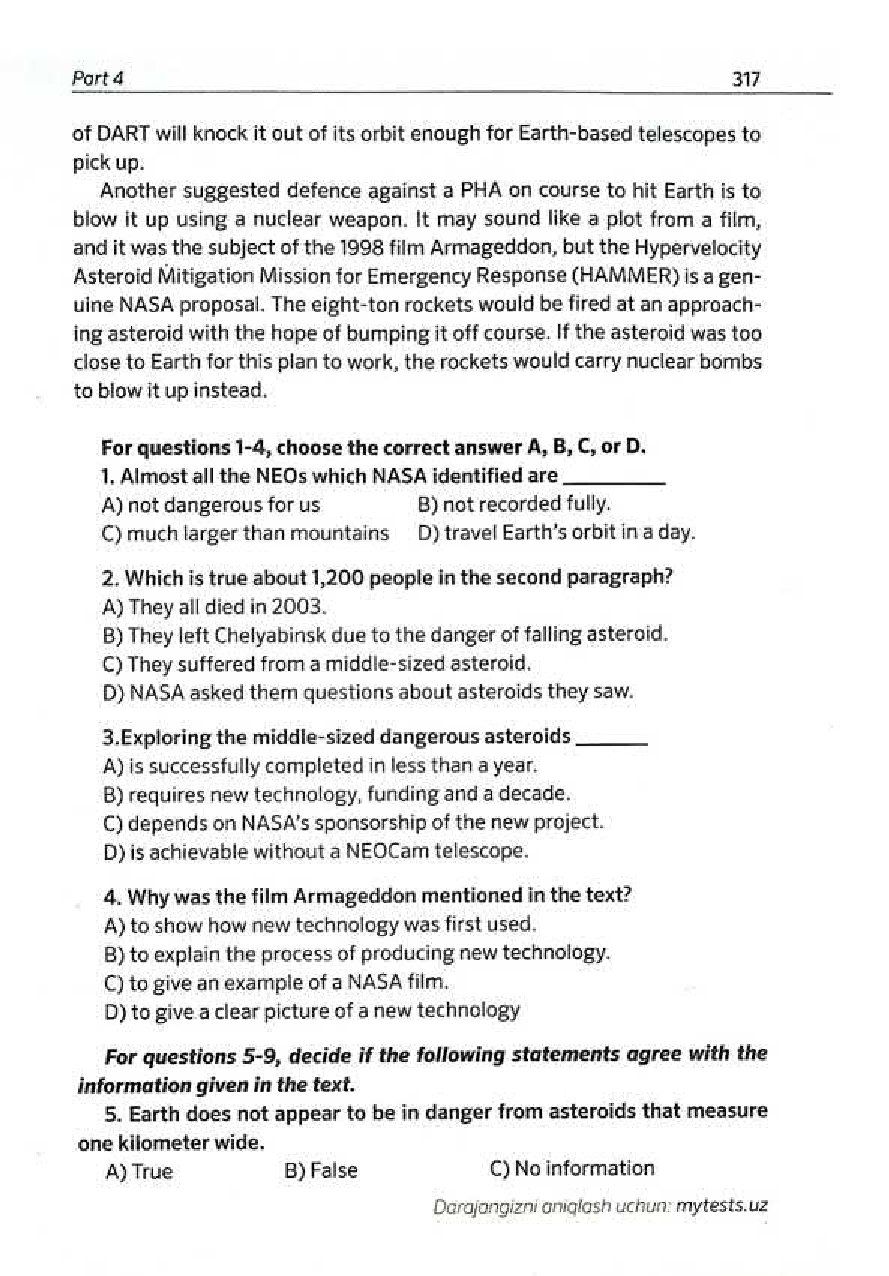 Part 4 317
of DART will knock it out of its orbit enough for Earth-based telescopes to
pick up.
Another suggested defence against a PHA on course to hit Earth is to
blow it up using a nuclear weapon. It may sound like a plot from a film,
and it was the subject of the 1998 film Armageddon, but the Hypervelocity
Asteroid Mitigation Mission for Emergency Response (HAMMER) is a gen-
uine NASA proposal. The eight-ton rockets would be fired at an approach-
ing asteroid with the hope of bumping it off course. If the asteroid was too
close to Earth for this plan to work, the rockets would carry nuclear bombs
to blow it up instead.
For questions 1-4, choose the correct answer A, B, C, or D.
1. Almost all the NEOs which NASA identified are __________
A) not dangerous for us B) not recorded fully.
C) much larger than mountains D) travel Earth's orbit in a day.
2. Which is true about 1,200 people in the second paragraph?
A) They all died in 2003.
B) They left Chelyabinsk due to the danger of falling asteroid.
C) They suffered from a middle-sized asteroid.
D) NASA asked them questions about asteroids they saw.
3.Exploring the middle-sized dangerous asteroids _______
A) is successfully completed in less than a year.
B) requires new technology, funding and a decade.
C) depends on NASA's sponsorship of the new project.
D) is achievable without a NEOCam telescope.
4. Why was the film Armageddon mentioned in the text?
A) to show how new technology was first used.
B) to explain the process of producing new technology.
C) to give an example of a NASA film.
D) to give a clear picture of a new technology
For questions 5-9, decide if the following statements agree with the
information given in the text.
5. Earth does not appear to be in danger from asteroids that measure
one kilometer wide.
A) True B) False C) No information
Darajangizni aniqlash uchun: mytests.uz